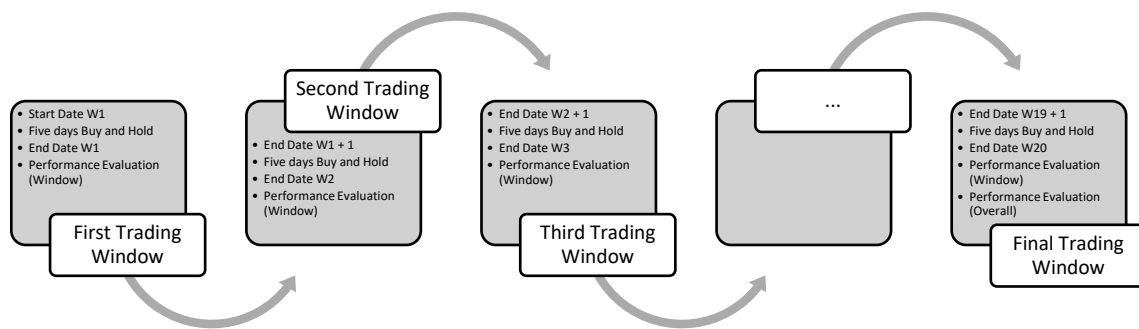 • Start Date W1
• Five days Buy and Hold
• End Date W1
• Performance Evaluation
(Window)
First Trading
Window
Second Trading
Window
• End Date W1 + 1
• Five days Buy and Hold
• End Date W2
• Performance Evaluation
(Window)
• End Date W2 + 1
• Five days Buy and Hold
• End Date W3
• Performance Evaluation
(Window)
Third Trading
Window
...
• End Date W19 + 1
• Five days Buy and Hold
• End Date W20
• Performance Evaluation
(Window)
• Performance Evaluation
(Overall)
Final Trading
Window